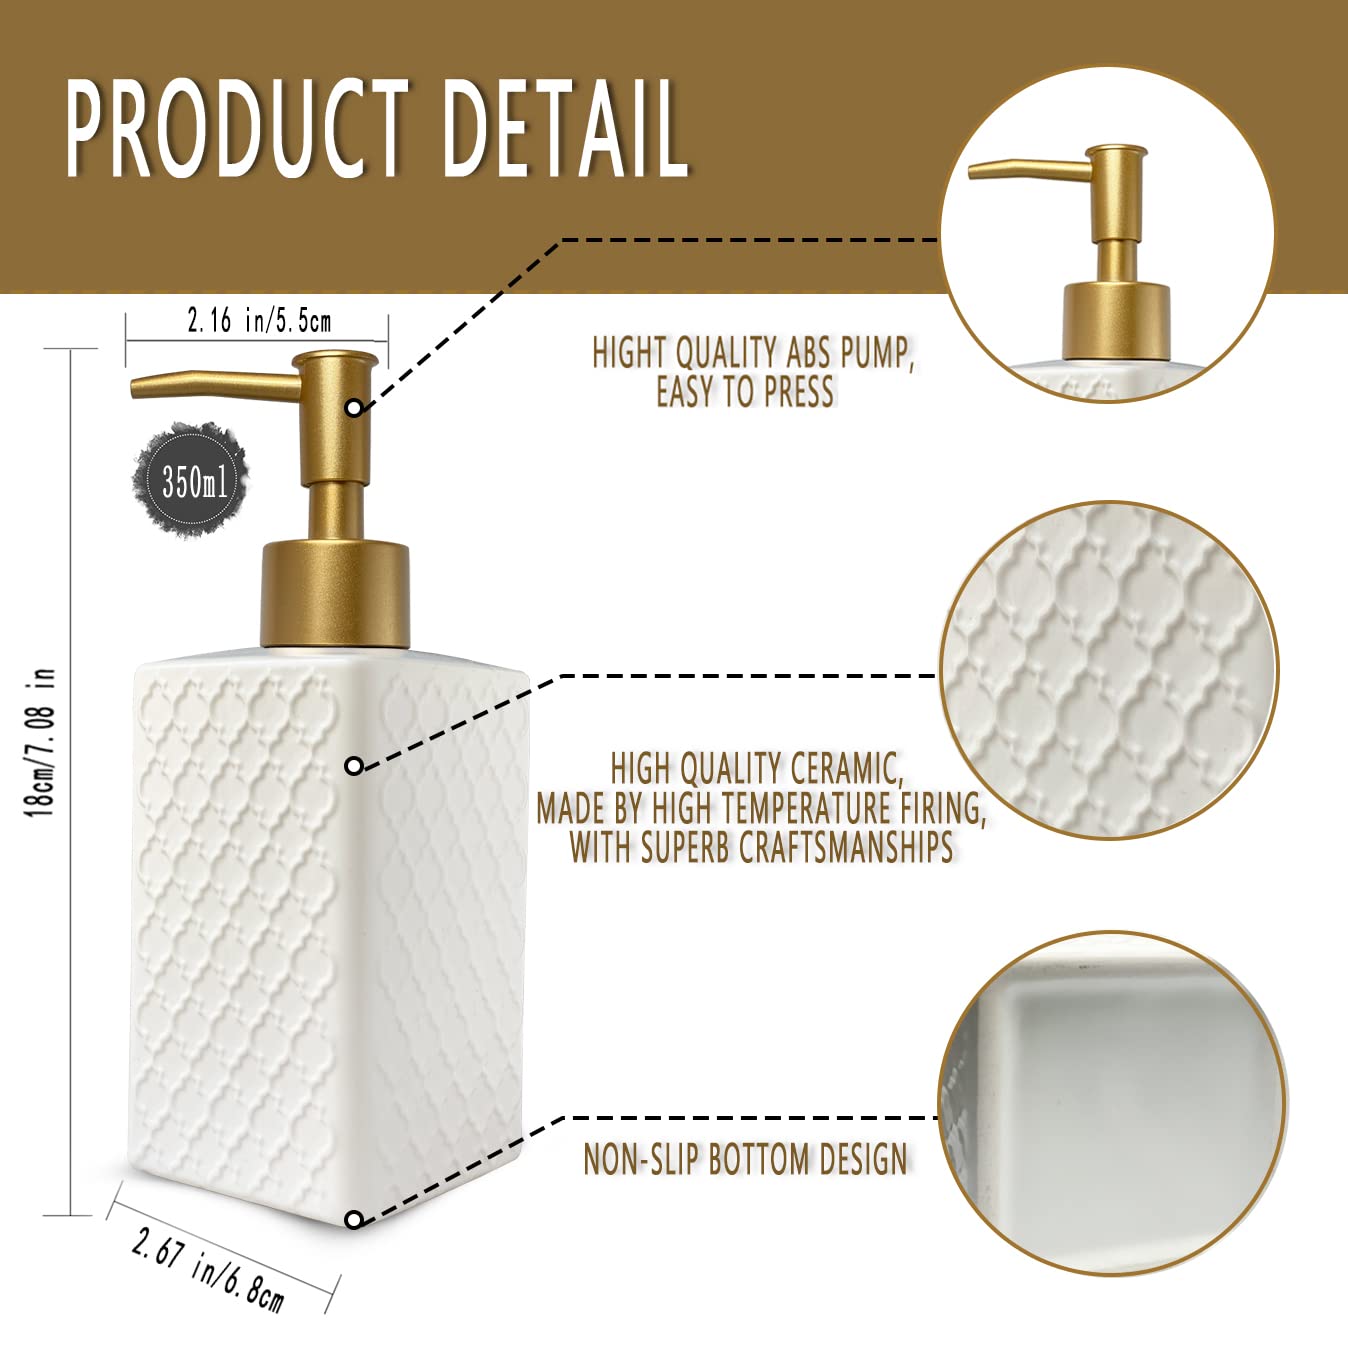 PRODUCT DETAIL
2.16 in/5.5cm
HIGHT QUALITY ABS PUMP,
EASY TO PRESS
350ml
18cm/7.08 in
HIGH QUALITY CERAMIC,
MADE BY HIGH TEMPERATURE FIRING,
WITH SUPERB CRAFTSMANSHIPS
NON-SLIP BOTTOM DESIGN
2.67 in/6.8cm